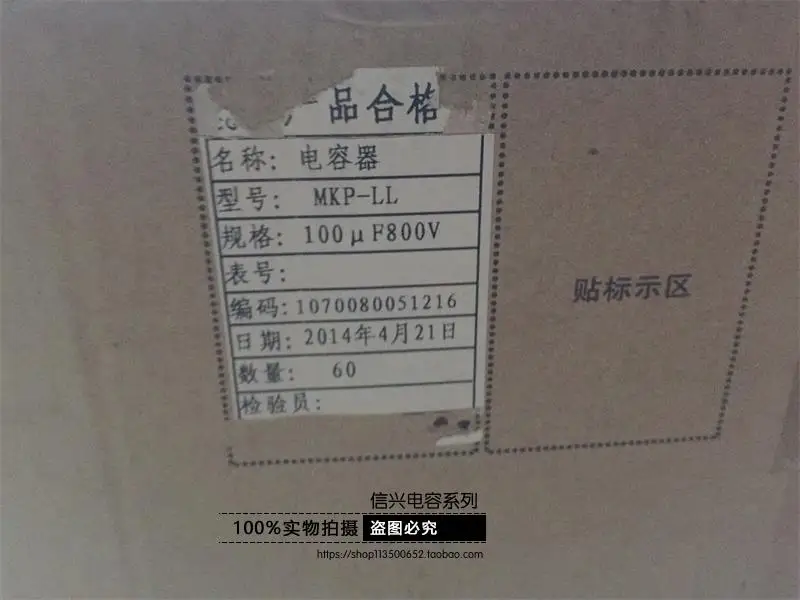 产品合格
名称: 电容器
型号: MKP-LL
规格: 100μF800V
表号:
编码: 1070080051216
日期: 2014年4月21日
数量: 60
检验员:
贴标示区
信兴电容系列
100%实物拍摄 盗图必究
https://shop113500652.taobao.com